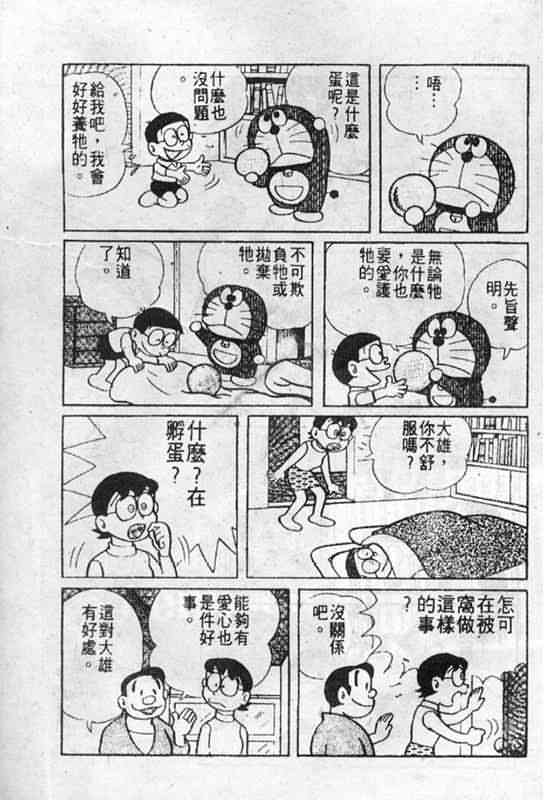 唔…
…
這是什麼
蛋呢？
什麼也
沒問題
。
給我吧，我會
好好養牠的。
先旨聲
明。
無論牠
是什麼
，你也
要愛護
牠的。
不可欺
負牠或
拋棄
牠。
知道
了。
大雄，
你不舒
服嗎？
什麼？在
孵蛋？
怎可
在被
窩做
這樣
的事
？
沒關係
吧。
能夠有
愛心也
是件好
事。
這對大雄
有好處。